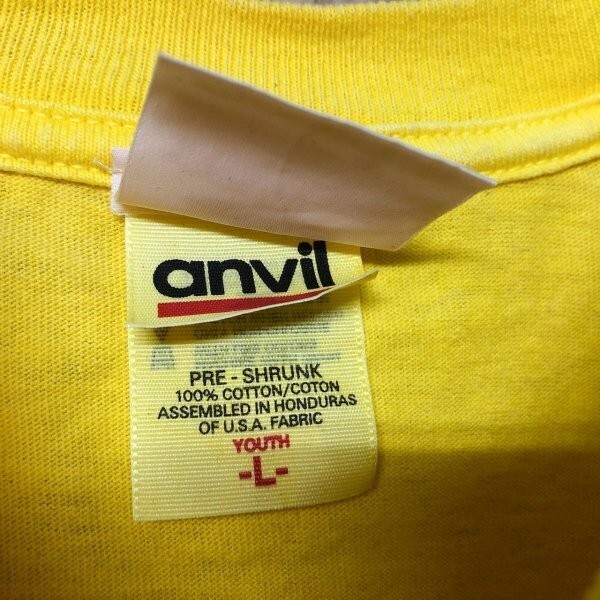 anvil
PRE - SHRUNK
100% COTTON/COTON
ASSEMBLED IN HONDURAS
OF U.S.A. FABRIC
YOUTH
-L-